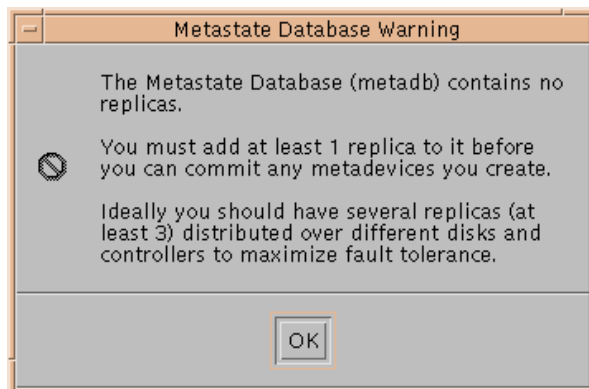 Metastate Database Warning
The Metastate Database (metadb) contains no
replicas.
You must add at least 1 replica to it before
you can commit any metadevices you create.
Ideally you should have several replicas (at
least 3) distributed over different disks and
controllers to maximize fault tolerance.
OK